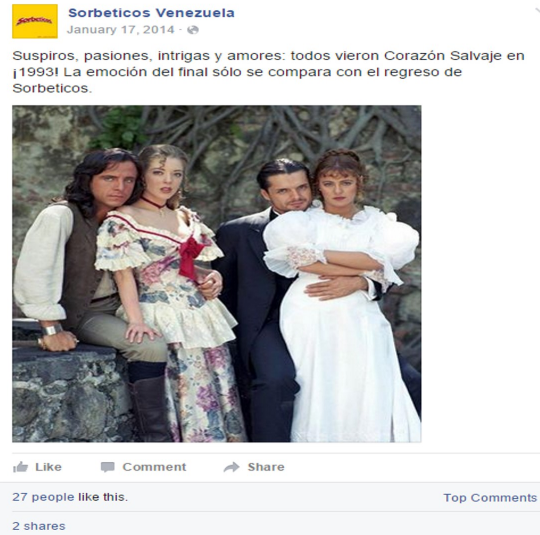 Sorbeticos
Sorbeticos Venezuela
January 17, 2014 ·
Suspiros, pasiones, intrigas y amores: todos vieron Corazón Salvaje en
¡1993! La emoción del final sólo se compara con el regreso de
Sorbeticos.
Like
Comment
Share
27 people like this.
Top Comments
2 shares